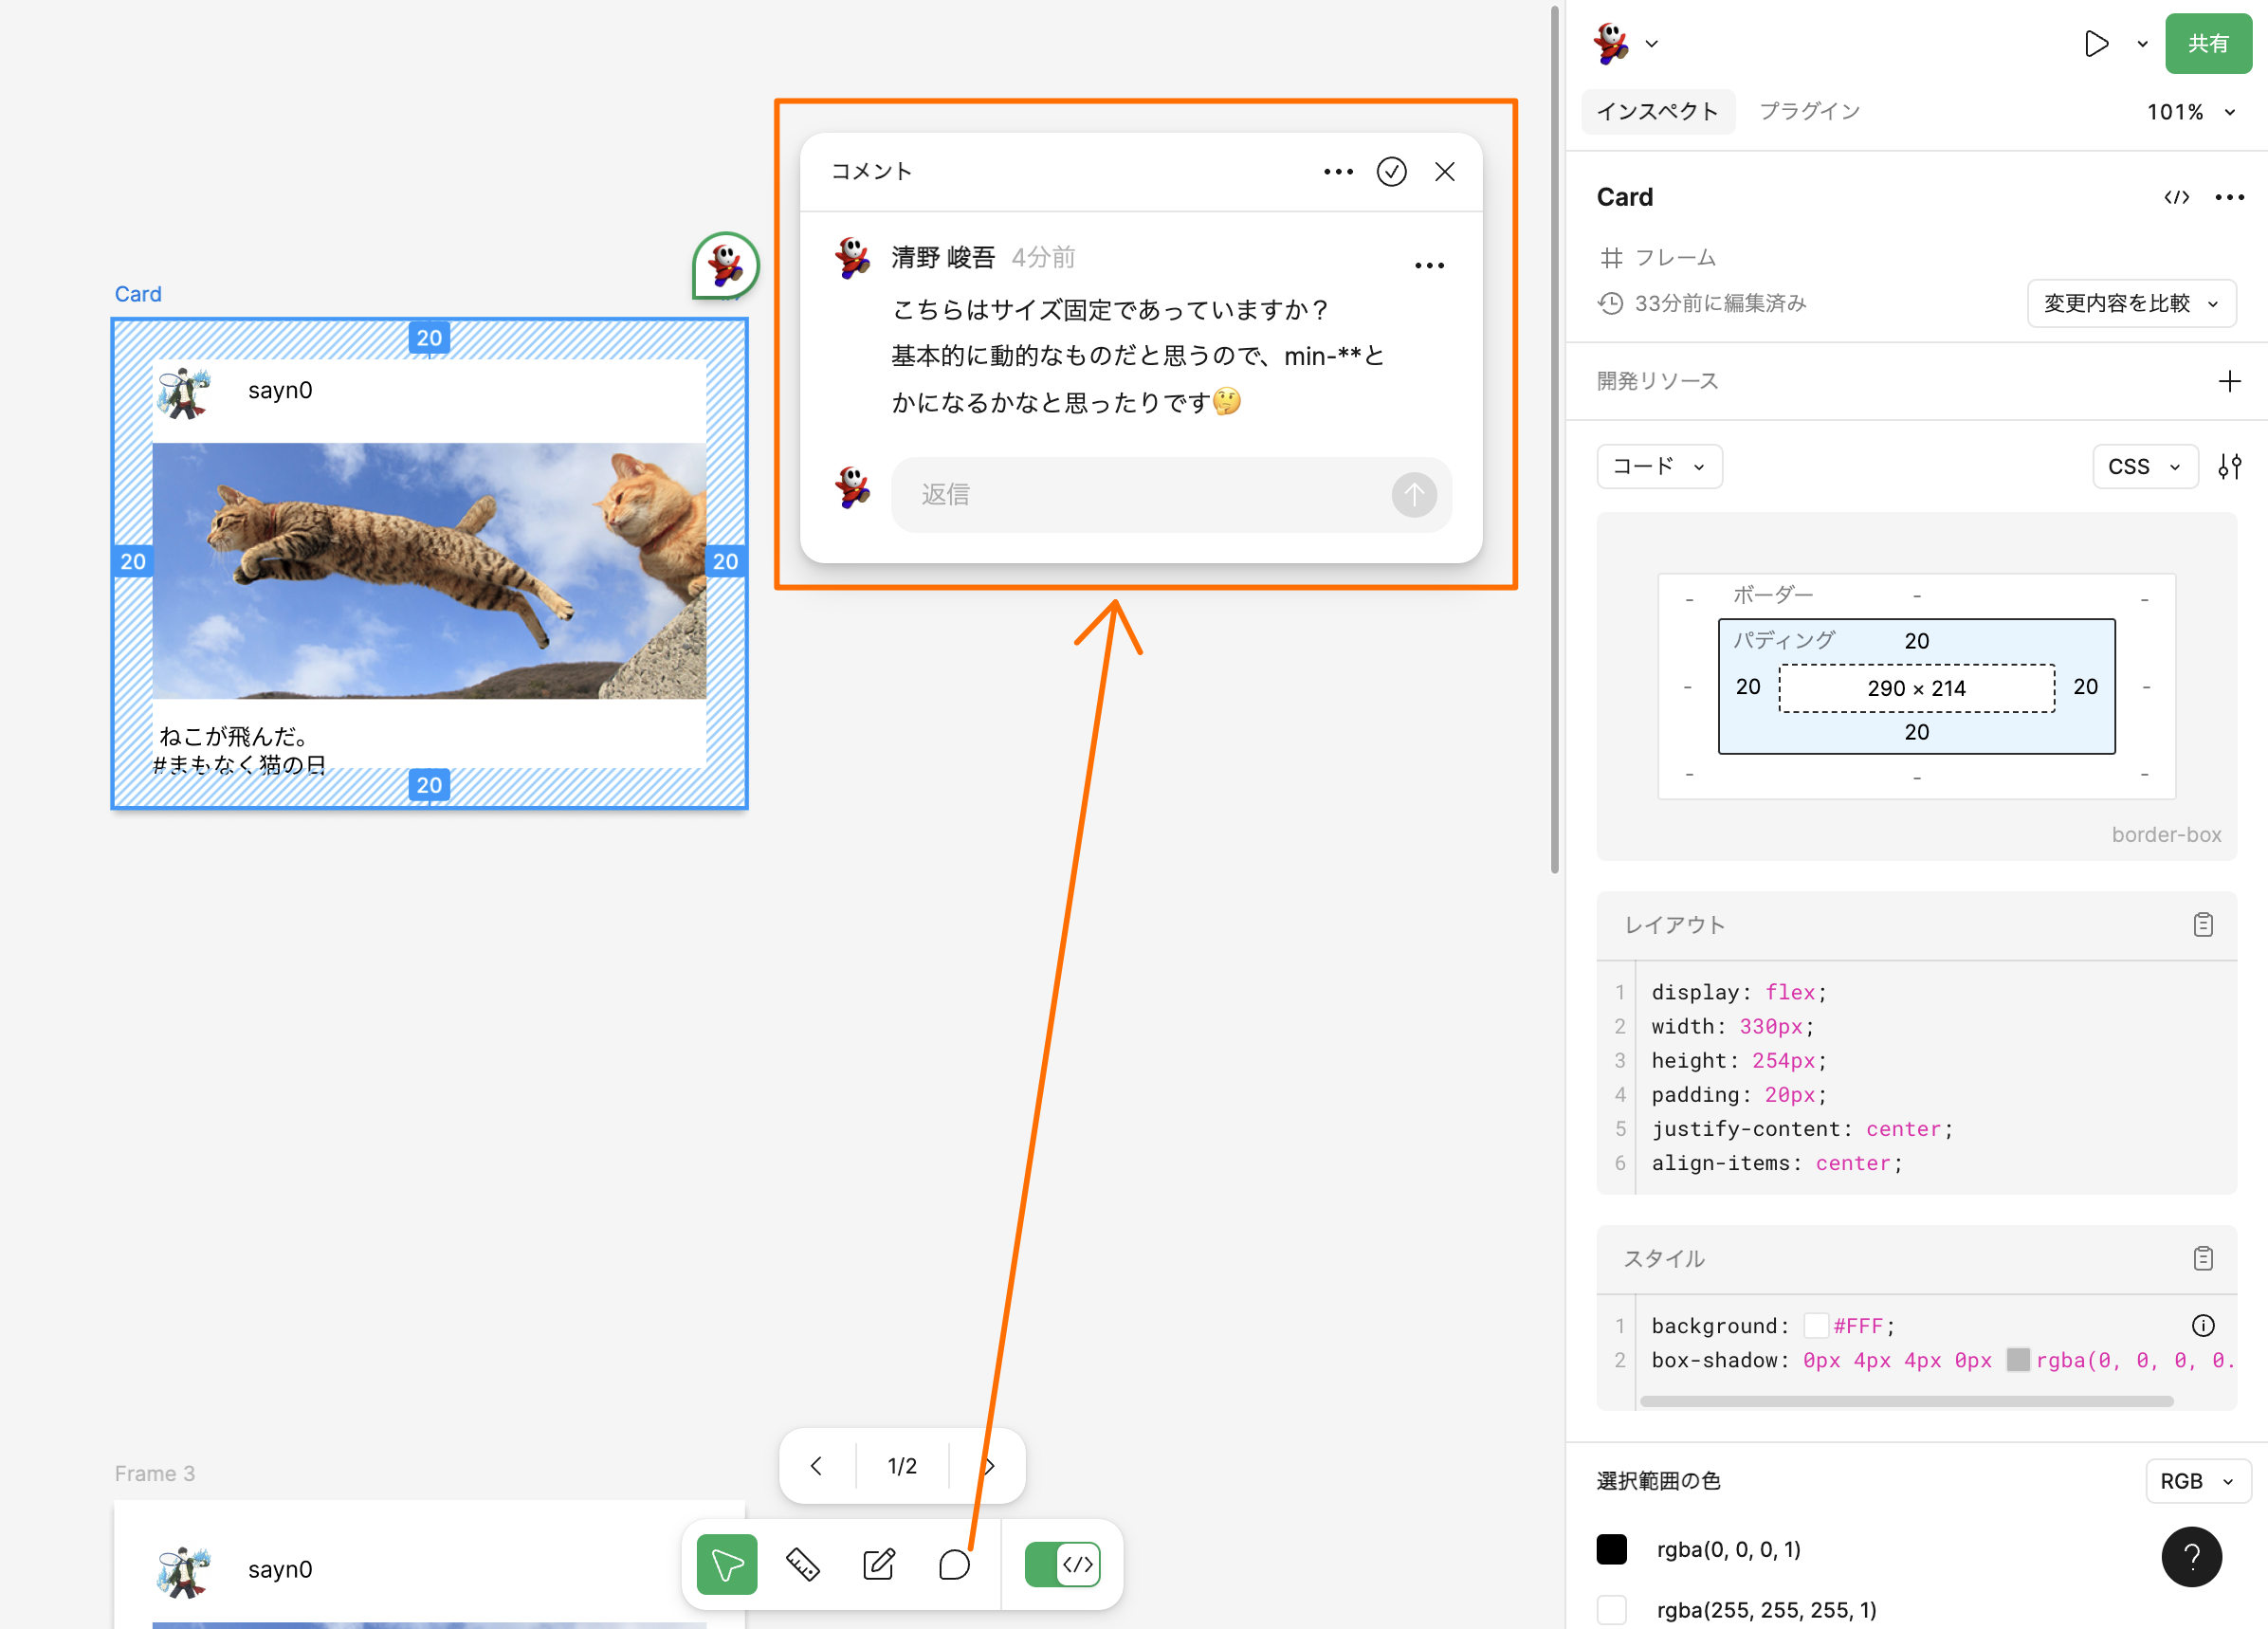 共有
インスペクト
プラグイン
101%
コメント
Card
清野 峻吾 4分前
フレーム
Card
こちらはサイズ固定であっていますか？
33分前に編集済み
変更内容を比較
20
基本的に動的なものだと思うので、min-**と
sayn0
開発リソース
かになるかなと思ったりです🤔
コード
CSS
返信
20
20
ボーダー
-
-
-
パディング
20
-
20
290 × 214
20
-
20
-
-
-
ねこが飛んだ。
#まもなく猫の日
20
border-box
レイアウト
1 display: flex;
2 width: 330px;
3 height: 254px;
4 padding: 20px;
5 justify-content: center;
6 align-items: center;
スタイル
1 background: #FFF;
2 box-shadow: 0px 4px 4px 0px rgba(0, 0, 0, 0.
Frame 3
1/2
選択範囲の色
RGB
sayn0
</>
rgba(0, 0, 0, 1)
?
rgba(255, 255, 255, 1)